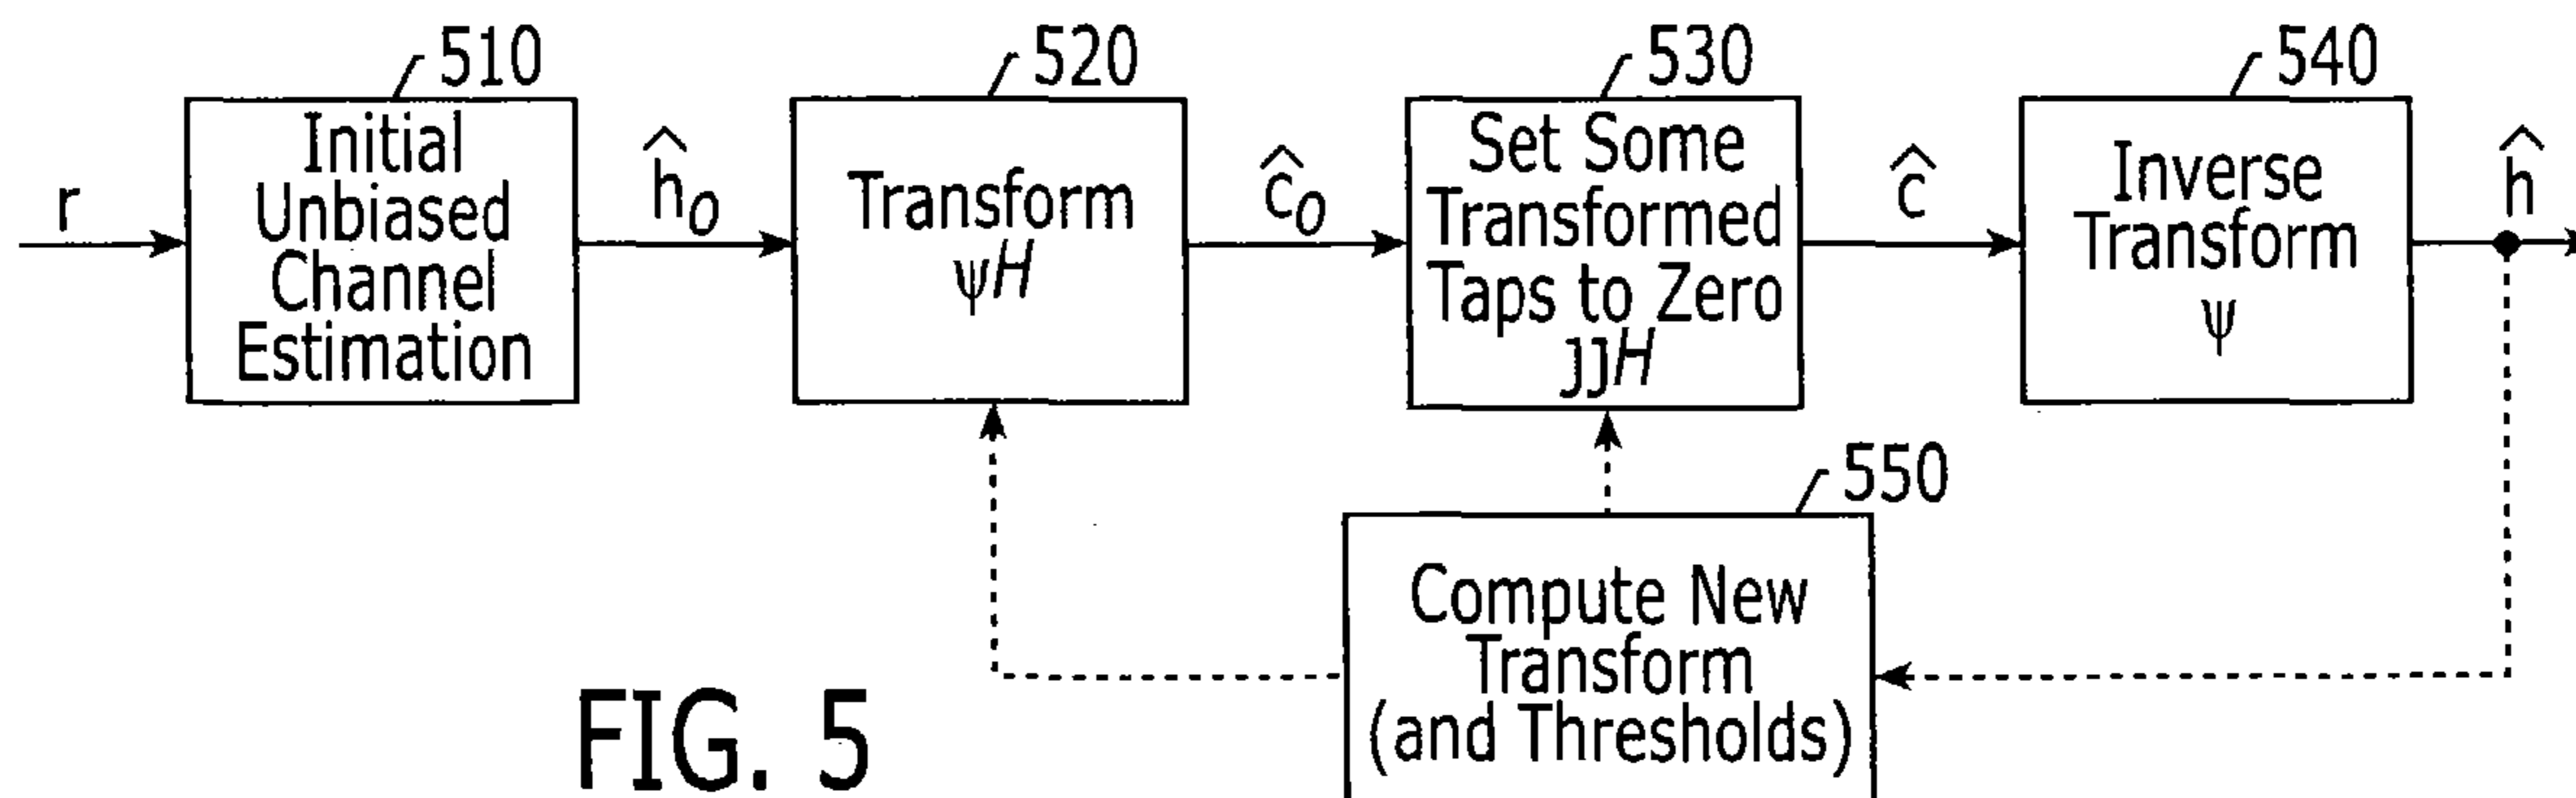 510
520
530
540
r
Initial
Unbiased
Channel
Estimation
ĥ₀
Transform
ψH
ĉ₀
Set Some
Transformed
Taps to Zero
JJH
ĉ
Inverse
Transform
ψ
ĥ
550
Compute New
Transform
(and Thresholds)
FIG. 5